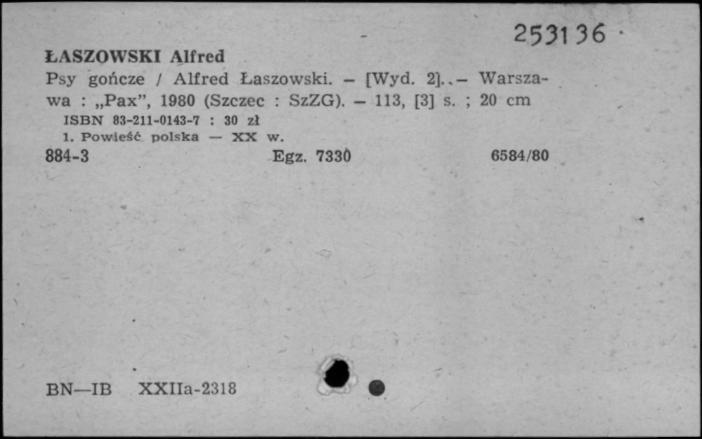 253136
ŁASZOWSKI Alfred
Psy gończe / Alfred Łaszowski. — [Wyd. 2]. — Warsza-
wa : „Pax”, 1980 (Szczec : SzZG). — 113, [3] s. ; 20 cm
ISBN 83-211-0143-7 : 30 zł
1. Powieść polska — XX w.
884-3 Egz. 7330 6584/80
BN—IB XXIIa-2318